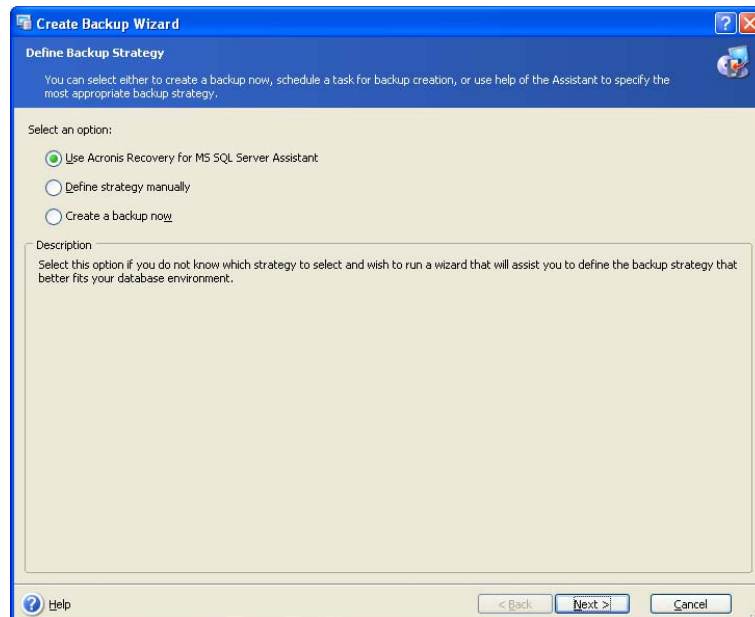 Create Backup Wizard
Define Backup Strategy
You can select either to create a backup now, schedule a task for backup creation, or use help of the Assistant to specify the
most appropriate backup strategy.
Select an option:
Use Acronis Recovery for MS SQL Server Assistant
Define strategy manually
Create a backup now
Description
Select this option if you do not know which strategy to select and wish to run a wizard that will assist you to define the backup strategy that
better fits your database environment.
Help
< Back
Next >
Cancel